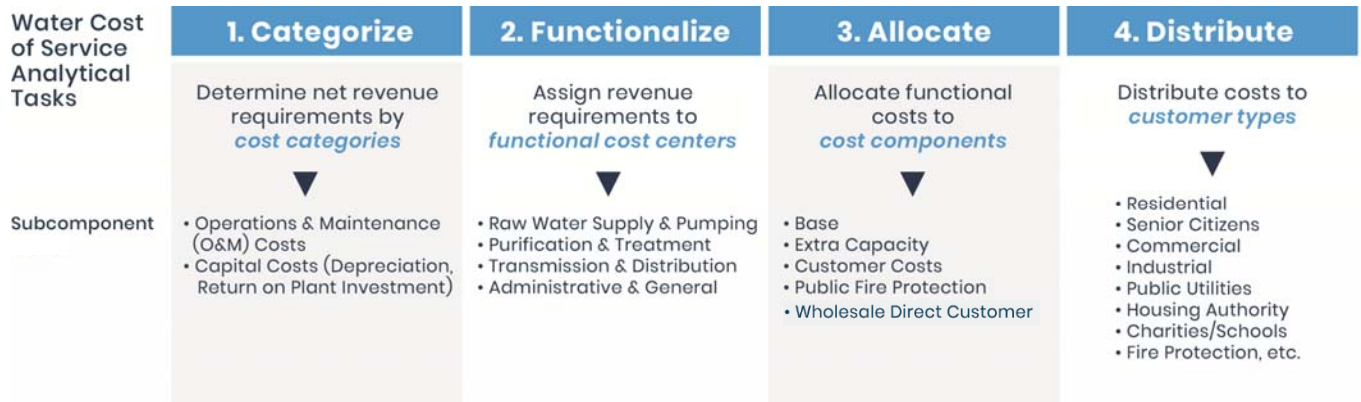 Water Cost
of Service
Analytical
Tasks
1. Categorize
Determine net revenue
requirements by
cost categories
2. Functionalize
Assign revenue
requirements to
functional cost centers
3. Allocate
Allocate functional
costs to
cost components
4. Distribute
Distribute costs to
customer types
Subcomponent
• Operations & Maintenance
(O&M) Costs
• Capital Costs (Depreciation,
Return on Plant Investment)
• Raw Water Supply & Pumping
• Purification & Treatment
• Transmission & Distribution
• Administrative & General
• Base
• Extra Capacity
• Customer Costs
• Public Fire Protection
• Wholesale Direct Customer
• Residential
• Senior Citizens
• Commercial
• Industrial
• Public Utilities
• Housing Authority
• Charities/Schools
• Fire Protection, etc.